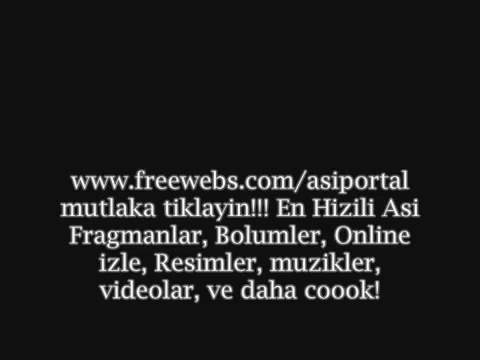 www.freewebs.com/asiportal
mutlaka tiklayin!!! En Hizili Asi
Fragmanlar, Bolumler, Online
izle, Resimler, muzikler,
videolar, ve daha coook!